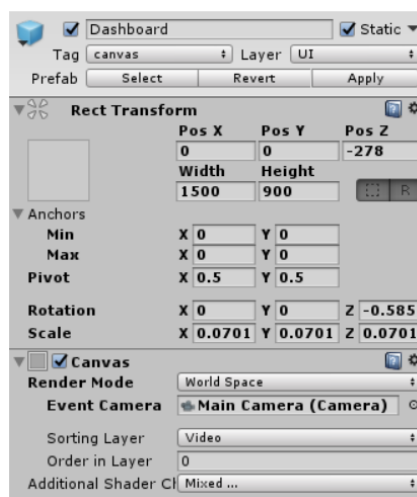 Dashboard Static
Tag canvas Layer UI
Prefab Select Revert Apply
Rect Transform
Pos X Pos Y Pos Z
0 0 -278
Width Height
1500 900
R
Anchors
Min X 0 Y 0
Max X 0 Y 0
Pivot X 0.5 Y 0.5
Rotation X 0 Y 0 Z -0.585
Scale X 0.0701 Y 0.0701 Z 0.0701
Canvas
Render Mode World Space
Event Camera Main Camera (Camera)
Sorting Layer Video
Order in Layer 0
Additional Shader Ch Mixed ...